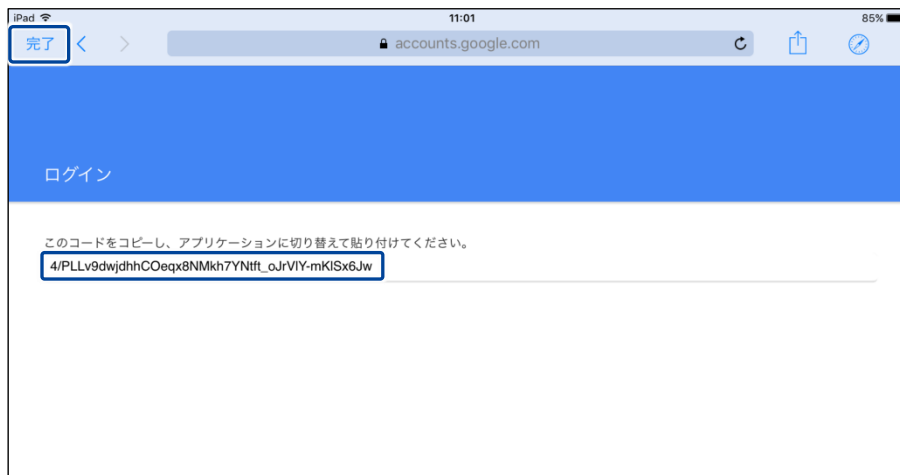 iPad 11:01 85%
完了 accounts.google.com
ログイン
このコードをコピーし、アプリケーションに切り替えて貼り付けてください。
4/PLLv9dwjdhhCOeqx8NMkh7YNtft_oJrVlY-mKlSx6Jw